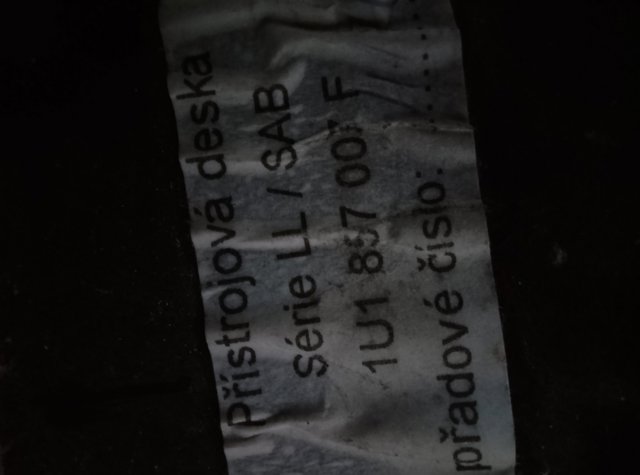 Přístrojová deska
Série LL / SAB
1U1 857 007 F
přadové číslo: ........